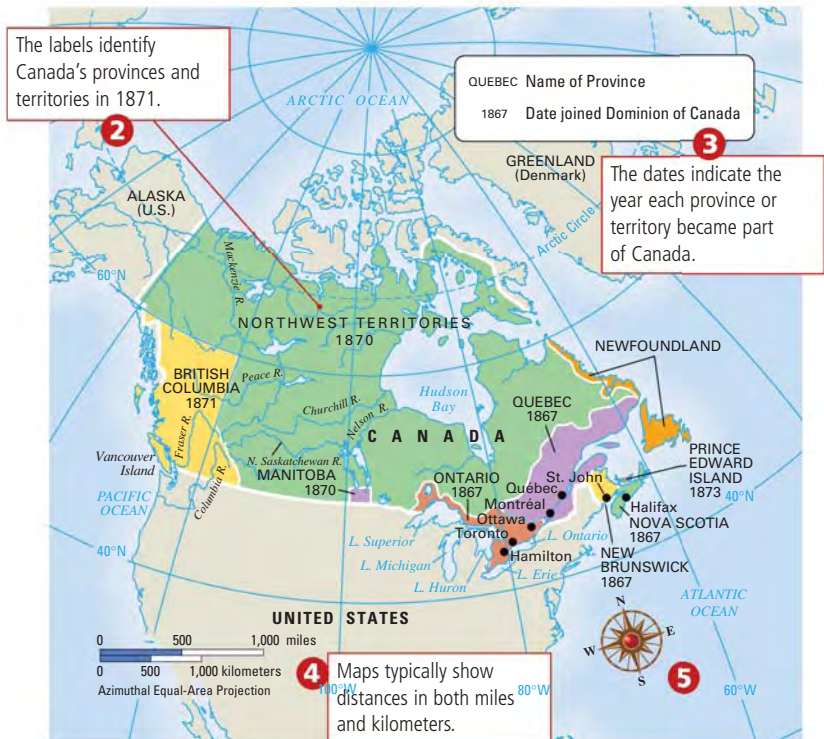 The labels identify
Canada's provinces and
territories in 1871.
2
QUEBEC Name of Province
1867 Date joined Dominion of Canada
3
The dates indicate the
year each province or
territory became part
of Canada.
ARCTIC OCEAN
GREENLAND
(Denmark)
ALASKA
(U.S.)
Arctic Circle
60°N
Mackenzie R.
NORTHWEST TERRITORIES
1870
NEWFOUNDLAND
BRITISH
COLUMBIA
1871
Peace R.
Hudson
Bay
QUEBEC
1867
Churchill R.
Nelson R.
CANADA
Fraser R.
Vancouver
Island
N. Saskatchewan R.
MANITOBA
1870
Columbia R.
ONTARIO
1867
Québec
St. John
PRINCE
EDWARD
ISLAND
1873
40°N
PACIFIC
OCEAN
Montréal
Ottawa
Toronto
Hamilton
Halifax
NOVA SCOTIA
1867
L. Superior
L. Ontario
L. Michigan
L. Huron
L. Erie
NEW
BRUNSWICK
1867
40°N
ATLANTIC
OCEAN
UNITED STATES
N
W E
S
5
0 500 1,000 miles
0 500 1,000 kilometers
Azimuthal Equal-Area Projection
4
Maps typically show
distances in both miles
and kilometers.
100°W
80°W
60°W